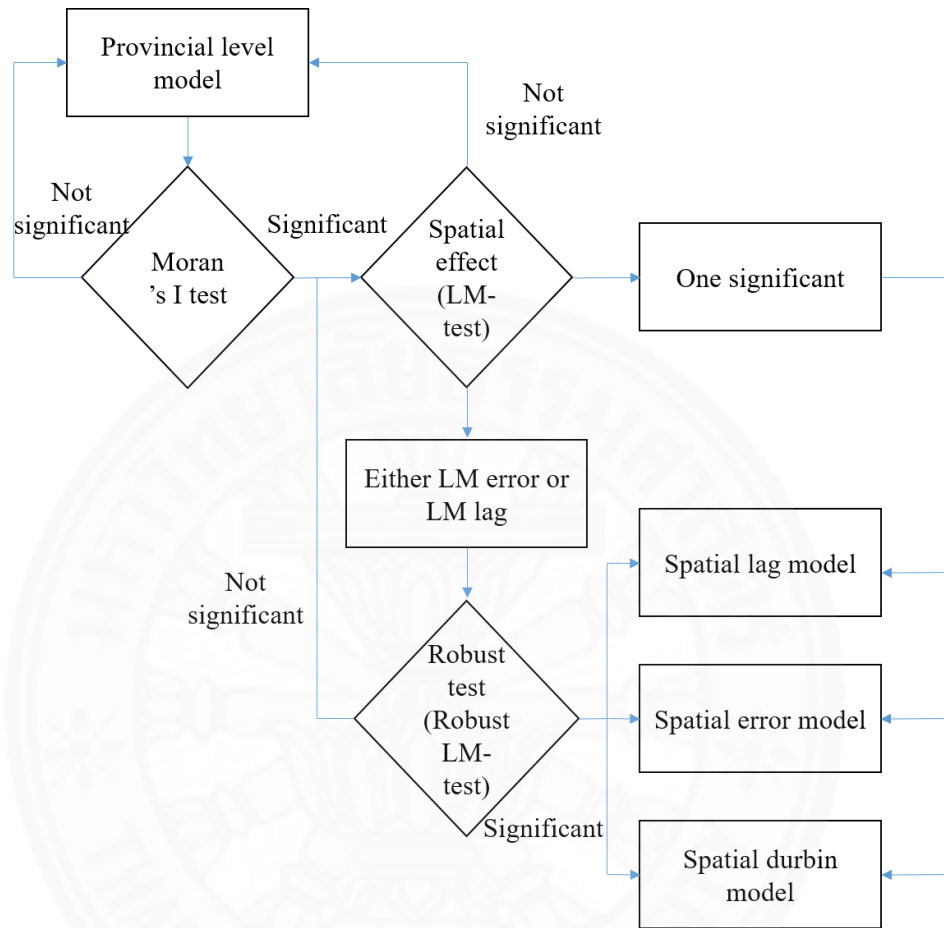 Provincial level
model
Not
significant
Not
significant
Significant
Moran
’s I test
Spatial
effect
(LM-
test)
One significant
Either LM error or
LM lag
Spatial lag model
Not
significant
Robust
test
(Robust
LM-
test)
Spatial error model
Significant
Spatial durbin
model